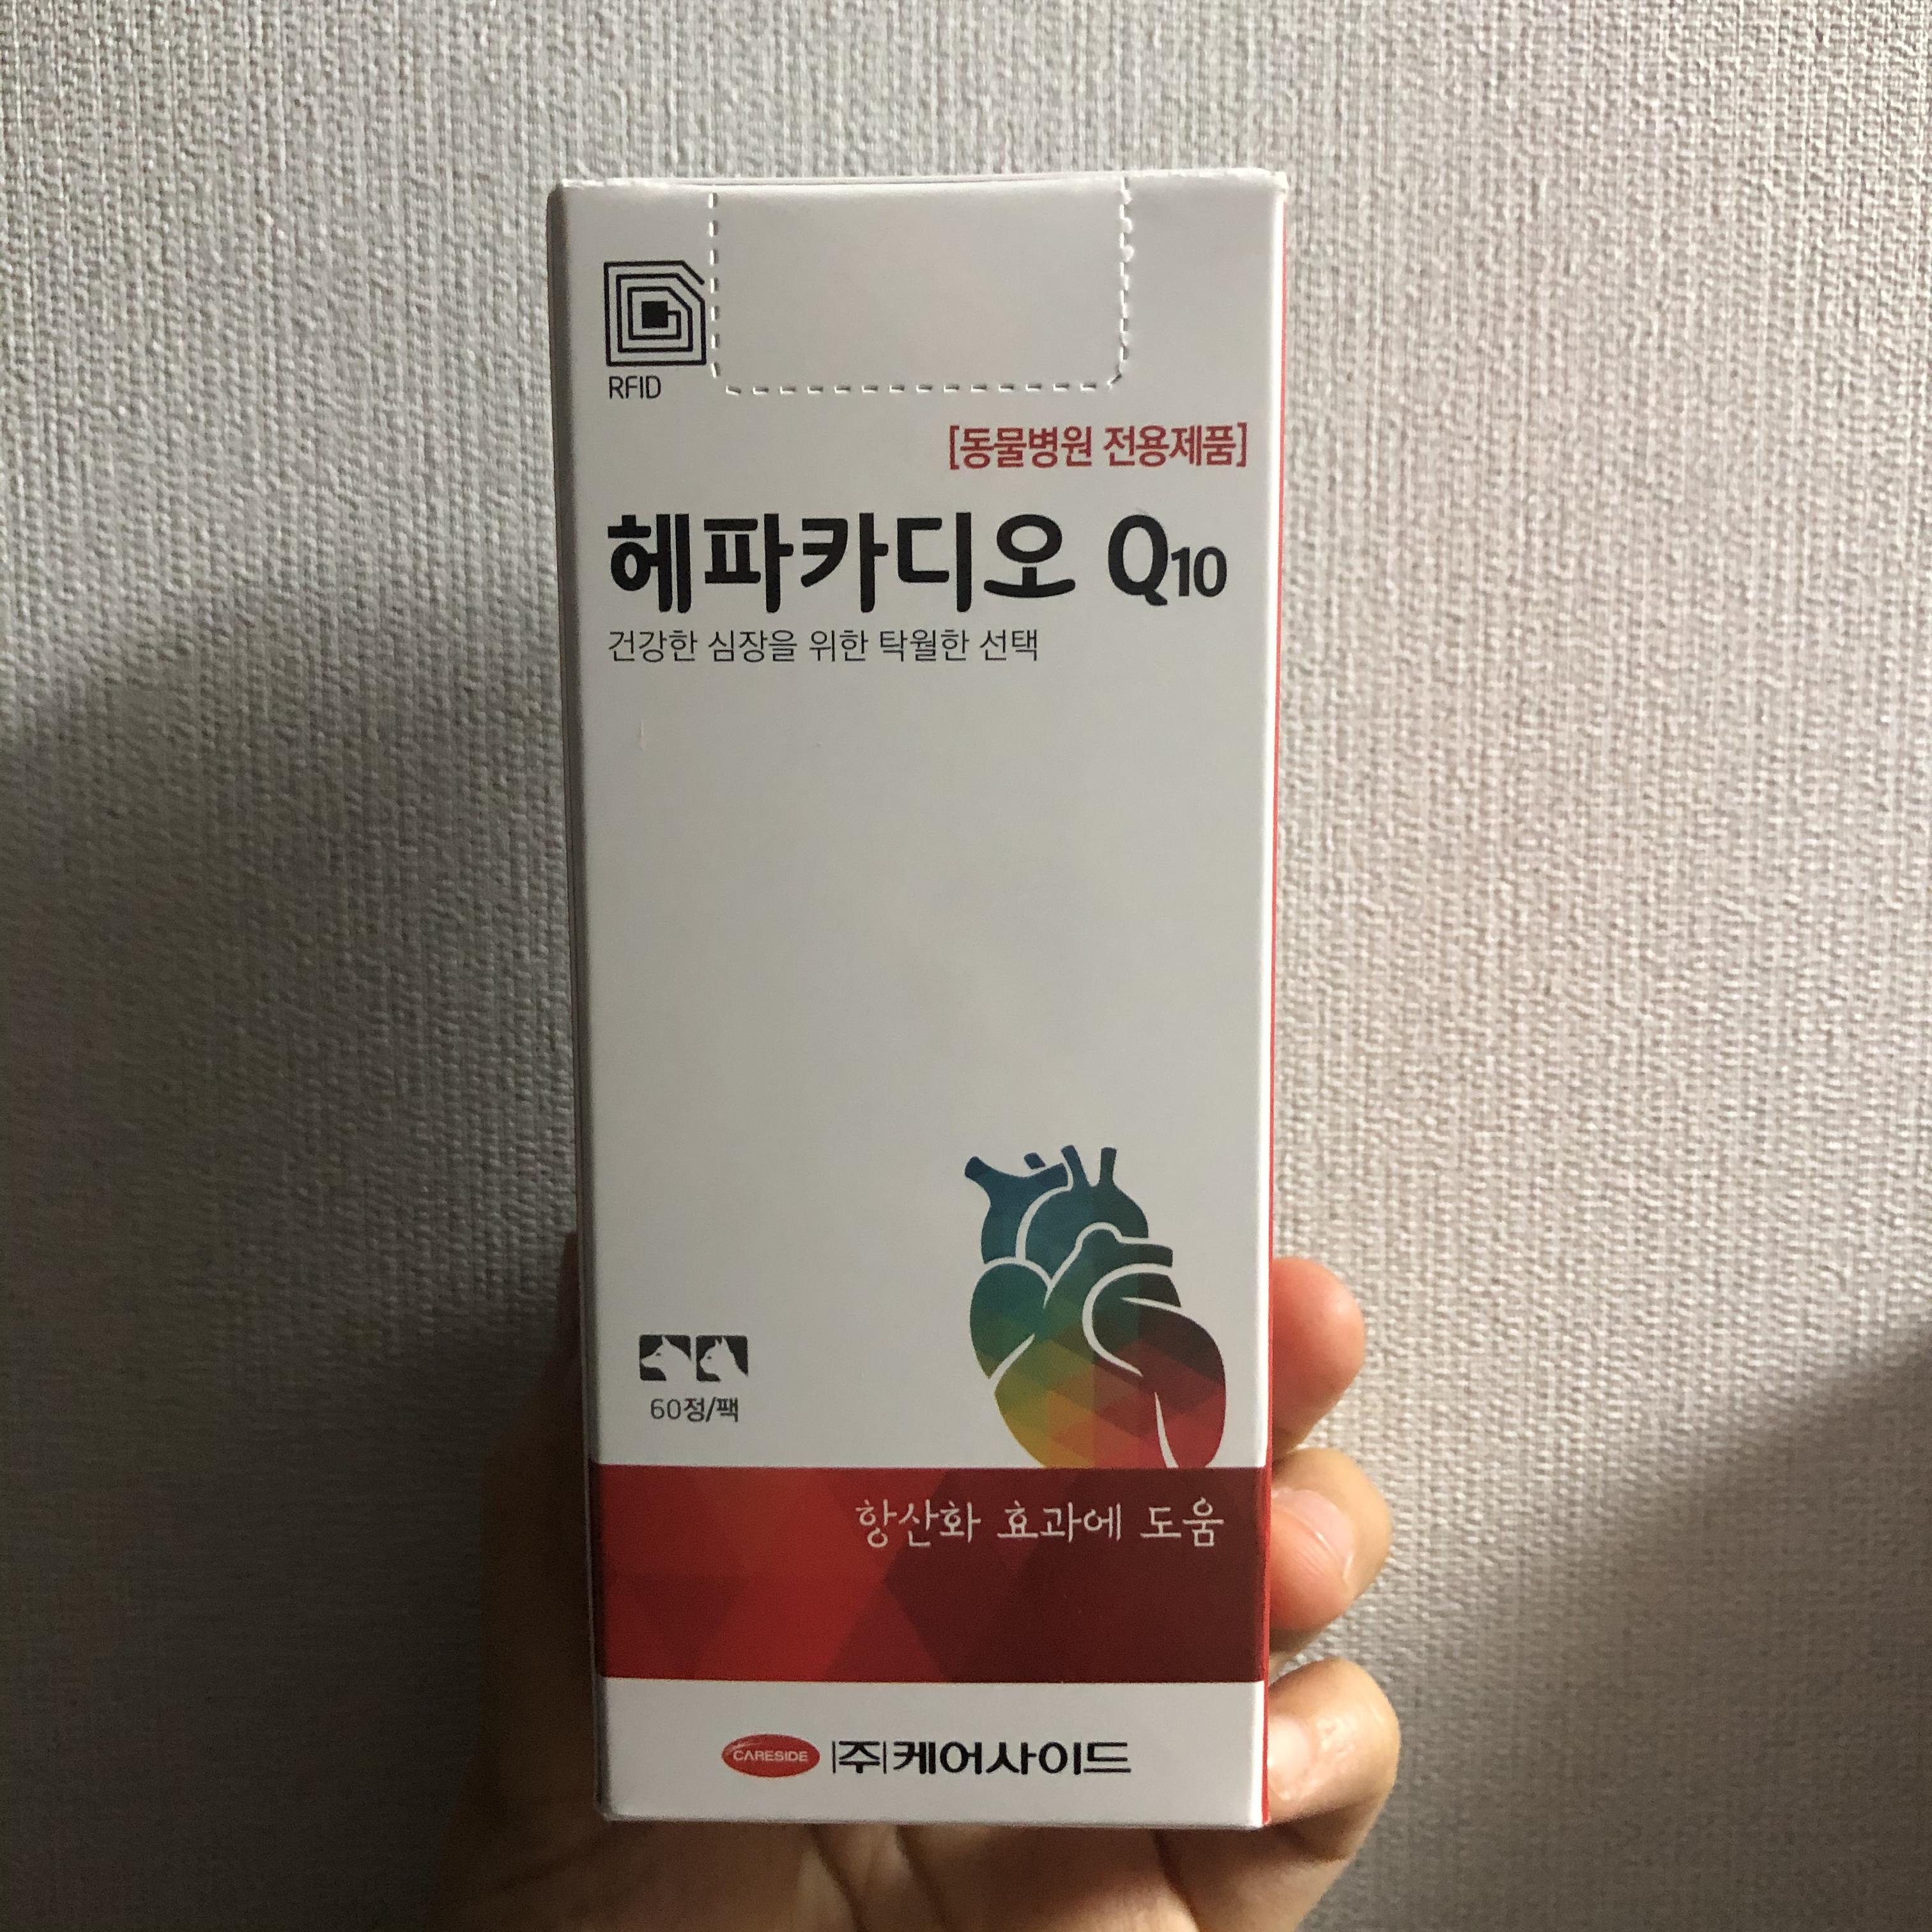 RFID
[동물병원 전용제품]
헤파카디오 Q10
건강한 심장을 위한 탁월한 선택
60정/팩
항산화 효과에 도움
CARESIDE |주|케어사이드